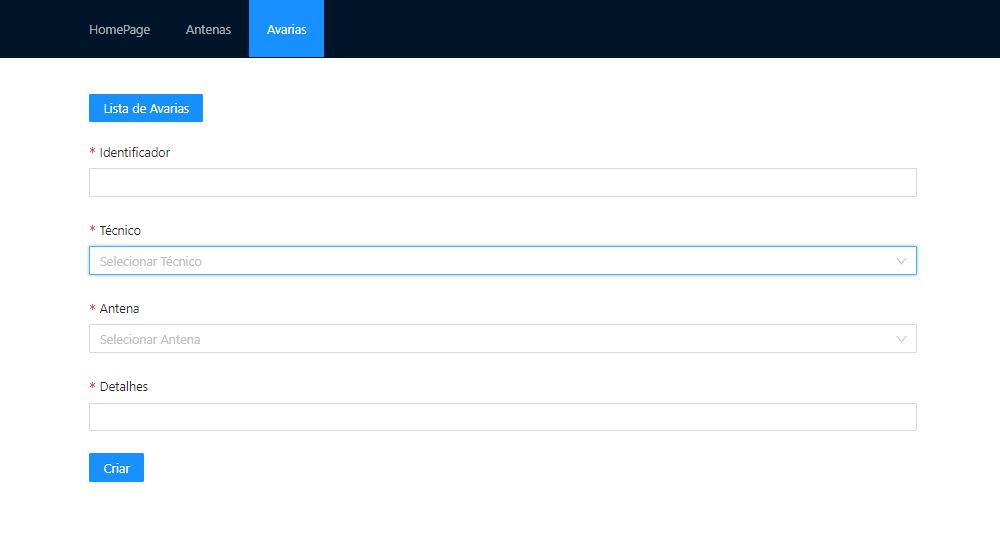 HomePage Antenas Avarias
Lista de Avarias
* Identificador
* Técnico
Selecionar Técnico
* Antena
Selecionar Antena
* Detalhes
Criar